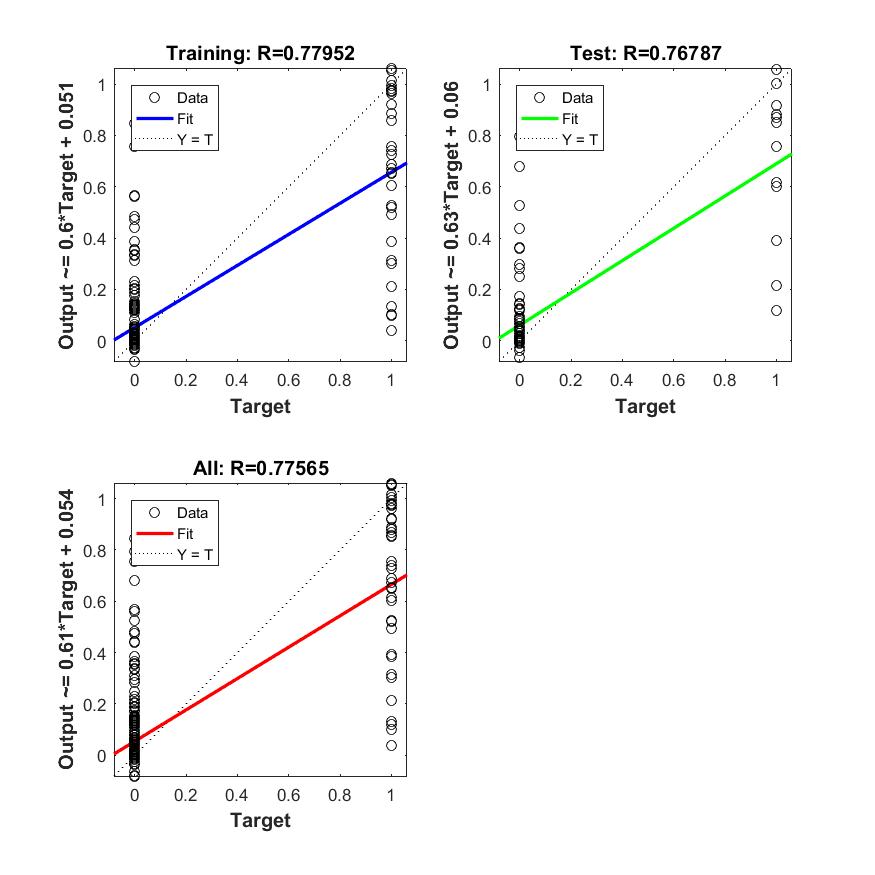 Training: R=0.77952
Output ~= 0.6*Target + 0.051
1
0.8
0.6
0.4
0.2
0
Data
Fit
Y = T
0 0.2 0.4 0.6 0.8 1
Target
Test: R=0.76787
Output ~= 0.63*Target + 0.06
1
0.8
0.6
0.4
0.2
0
Data
Fit
Y = T
0 0.2 0.4 0.6 0.8 1
Target
All: R=0.77565
Output ~= 0.61*Target + 0.054
1
0.8
0.6
0.4
0.2
0
Data
Fit
Y = T
0 0.2 0.4 0.6 0.8 1
Target